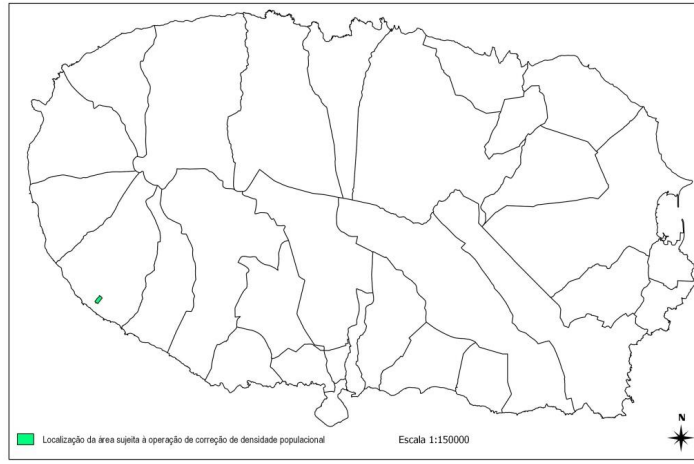 N
Localização da área sujeita à operação de correção de densidade populacional
Escala 1:150000